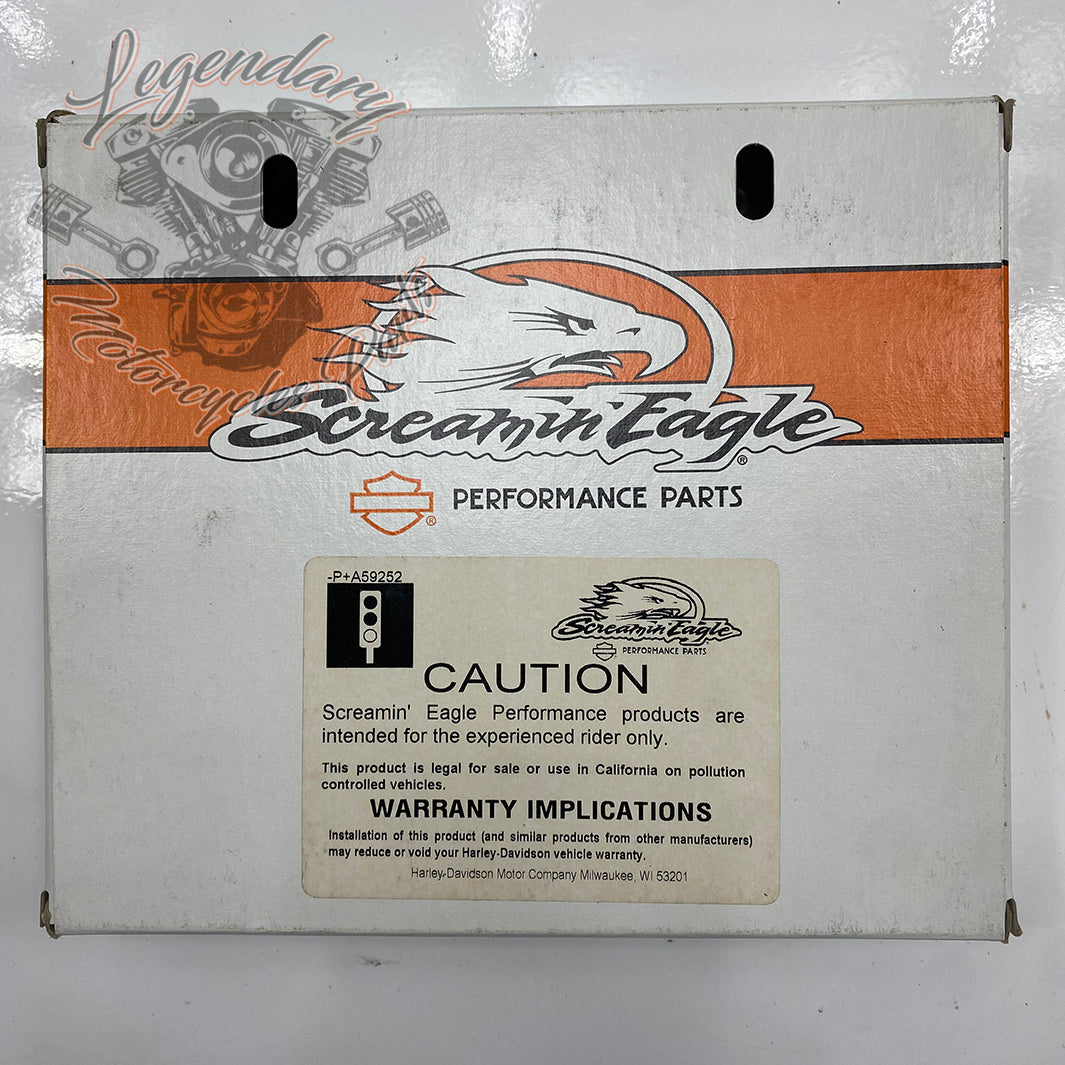 Legendary
Motorcycles Parts
Screamin' Eagle
®
® PERFORMANCE PARTS
-P+A59252
Screamin' Eagle
PERFORMANCE PARTS
CAUTION
Screamin' Eagle Performance products are
intended for the experienced rider only.
This product is legal for sale or use in California on pollution
controlled vehicles.
WARRANTY IMPLICATIONS
Installation of this product (and similar products from other manufacturers)
may reduce or void your Harley-Davidson vehicle warranty.
Harley-Davidson Motor Company Milwaukee, WI 53201